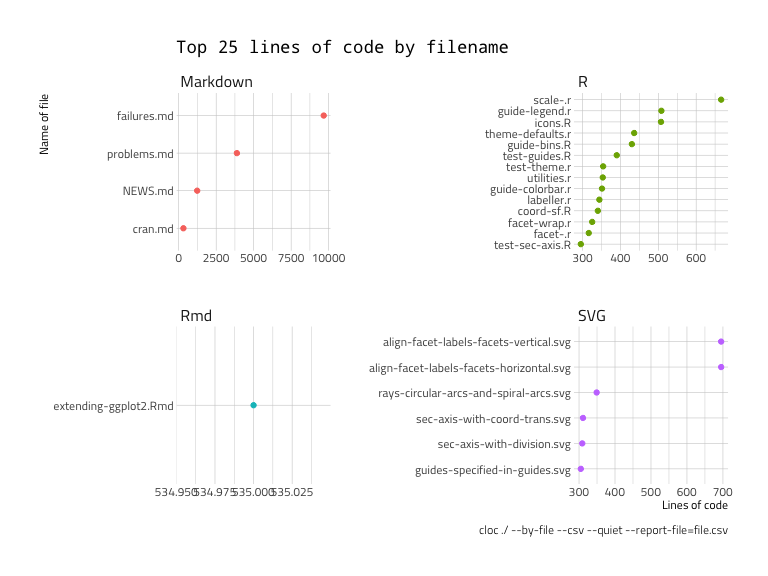 Top 25 lines of code by filename
Name of file
Markdown
failures.md
problems.md
NEWS.md
cran.md
0 2500 5000 7500 10000
R
scale-.r
guide-legend.r
icons.R
theme-defaults.r
guide-bins.R
test-guides.R
test-theme.r
utilities.r
guide-colorbar.r
labeller.r
coord-sf.R
facet-wrap.r
facet-.r
test-sec-axis.R
300 400 500 600
Rmd
extending-ggplot2.Rmd
534.950 534.975 535.000 535.025
SVG
align-facet-labels-facets-vertical.svg
align-facet-labels-facets-horizontal.svg
rays-circular-arcs-and-spiral-arcs.svg
sec-axis-with-coord-trans.svg
sec-axis-with-division.svg
guides-specified-in-guides.svg
300 400 500 600 700
Lines of code
cloc ./ --by-file --csv --quiet --report-file=file.csv